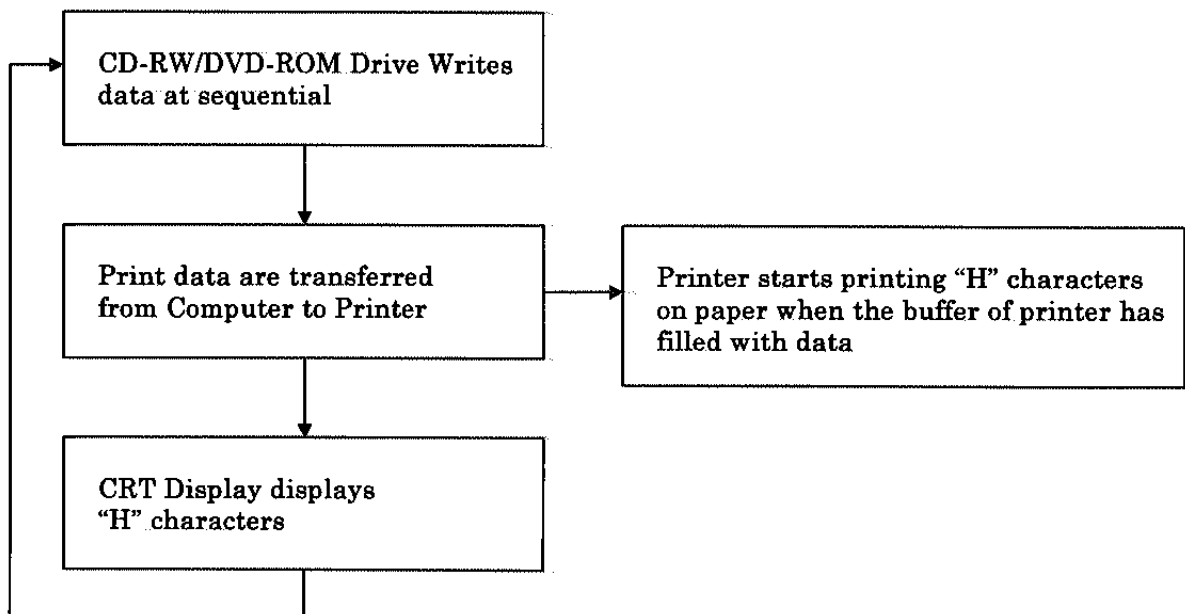 CD-RW/DVD-ROM Drive Writes
data at sequential
Print data are transferred
from Computer to Printer
Printer starts printing “H” characters
on paper when the buffer of printer has
filled with data
CRT Display displays
“H” characters